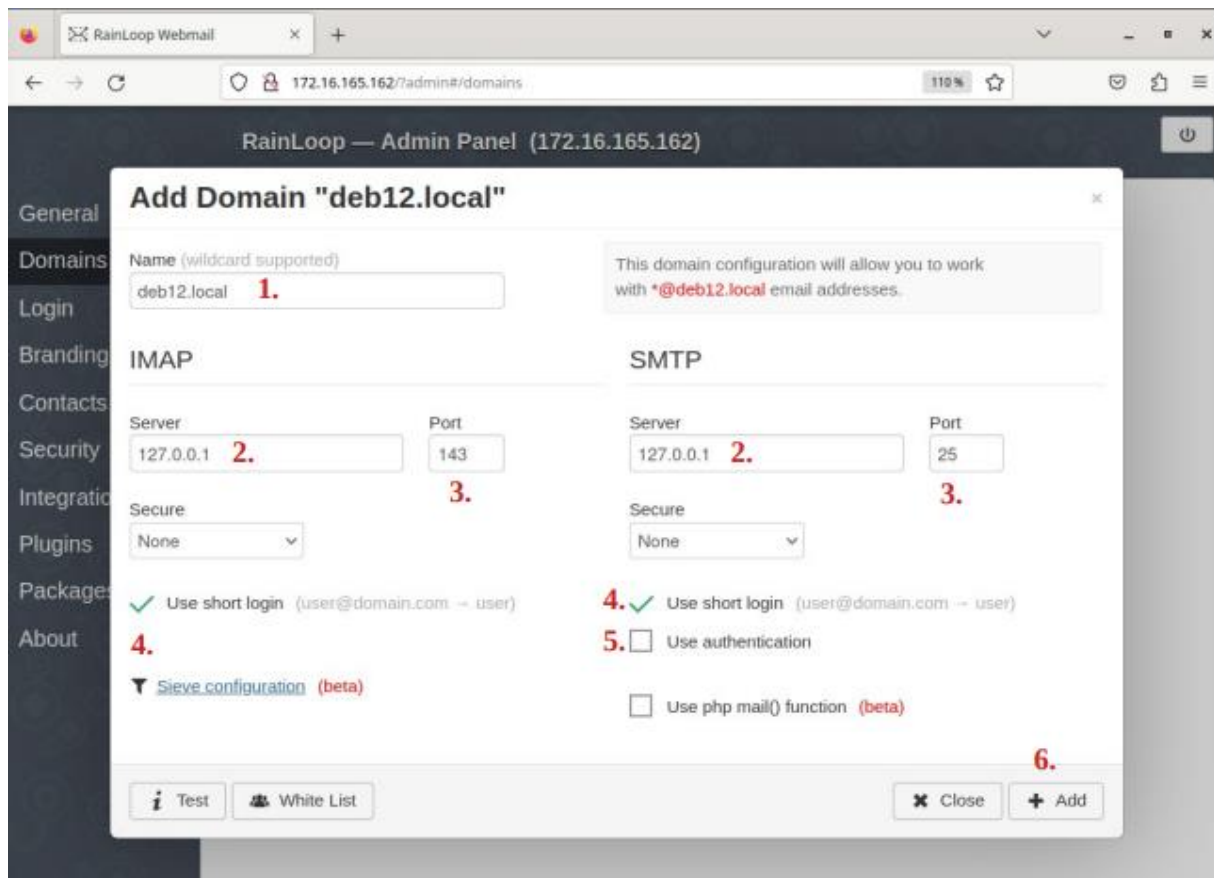 RainLoop Webmail
172.16.165.162/?admin#/domains
110%
RainLoop — Admin Panel (172.16.165.162)
Add Domain "deb12.local"
General
Domains
Login
Branding
Contacts
Security
Integratio
Plugins
Packages
About
Name (wildcard supported)
deb12.local 1.
This domain configuration will allow you to work
with *@deb12.local email addresses.
IMAP
Server Port
127.0.0.1 2. 143
3.
Secure
None
Use short login (user@domain.com → user)
4.
Sieve configuration (beta)
SMTP
Server Port
127.0.0.1 2. 25
3.
Secure
None
4. Use short login (user@domain.com → user)
5. Use authentication
Use php mail() function (beta)
6.
i Test White List Close Add